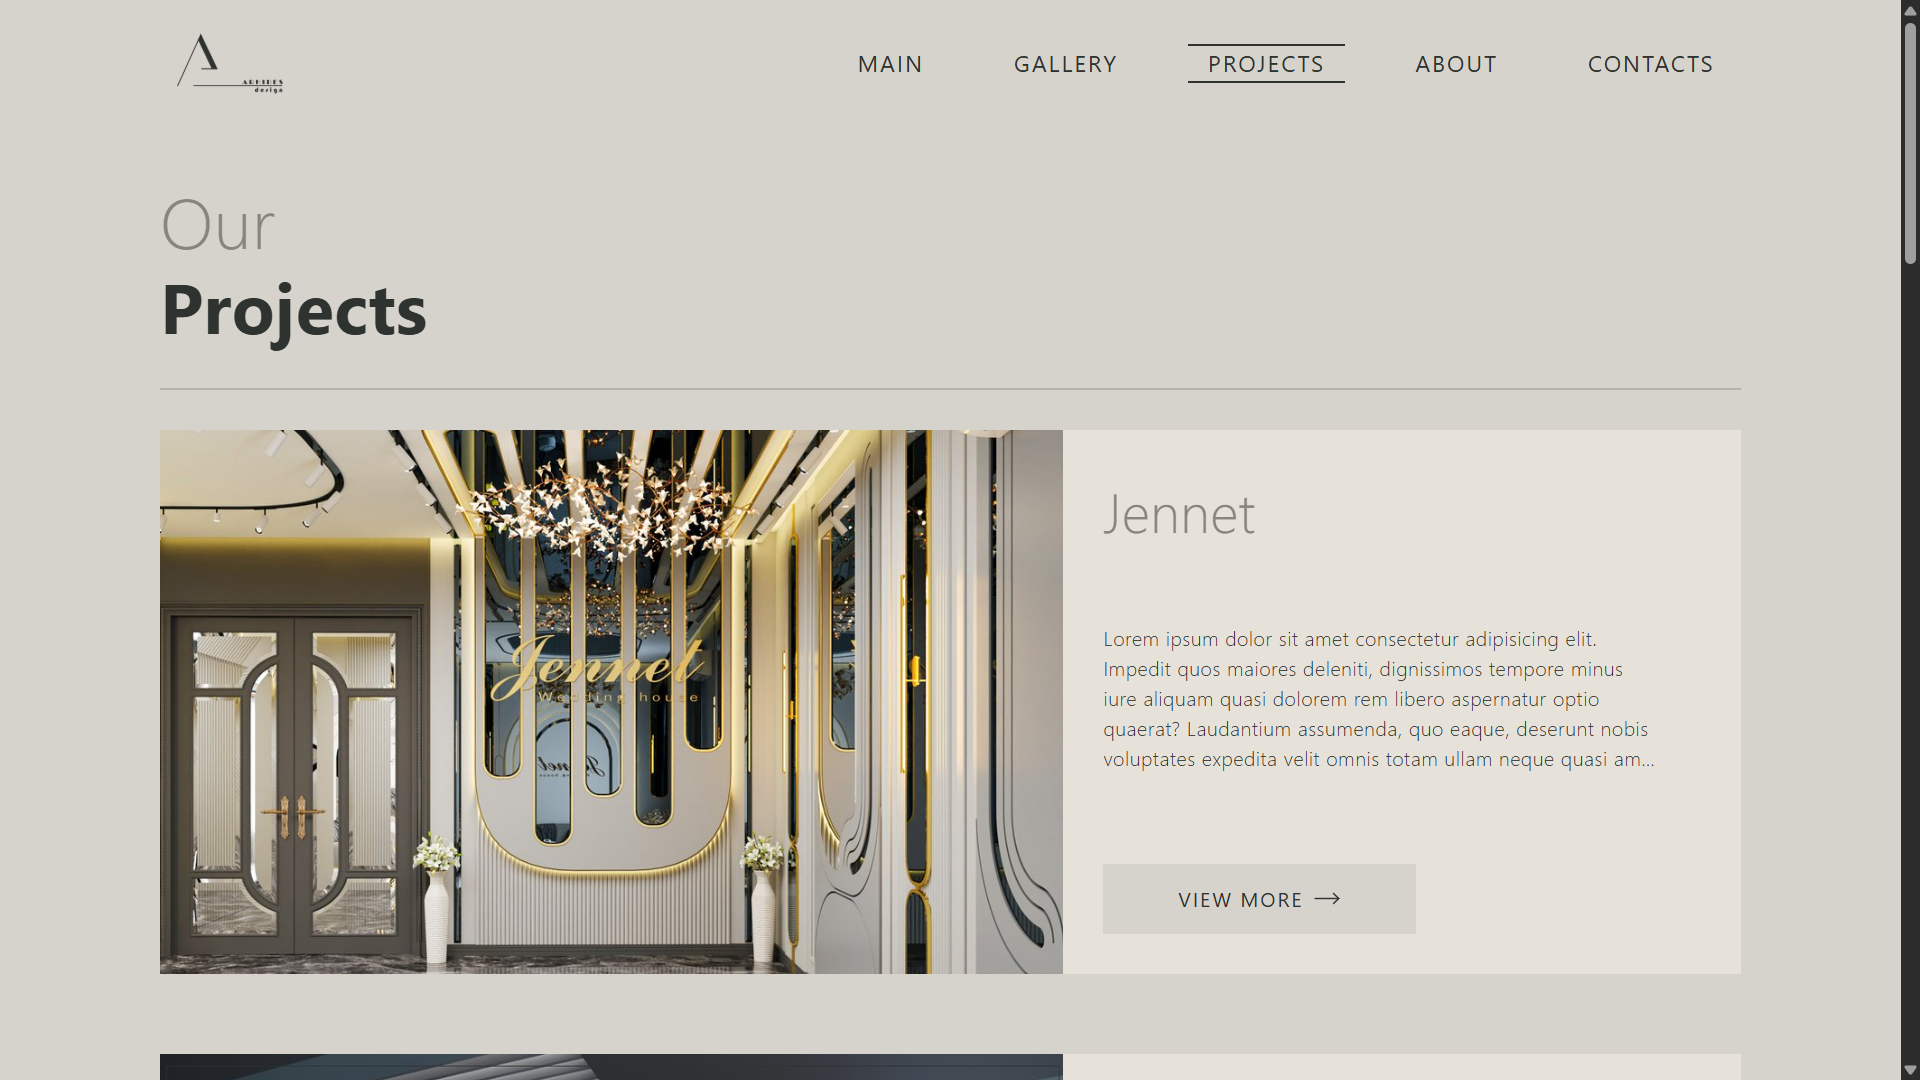 ARHIDES
design
MAIN
GALLERY
PROJECTS
ABOUT
CONTACTS
Our
Projects
Jennet
Wedding house
Jennet
Jennet
Lorem ipsum dolor sit amet consectetur adipisicing elit.
Impedit quos maiores deleniti, dignissimos tempore minus
iure aliquam quasi dolorem rem libero aspernatur optio
quaerat? Laudantium assumenda, quo eaque, deserunt nobis
voluptates expedita velit omnis totam ullam neque quasi am...
VIEW MORE →